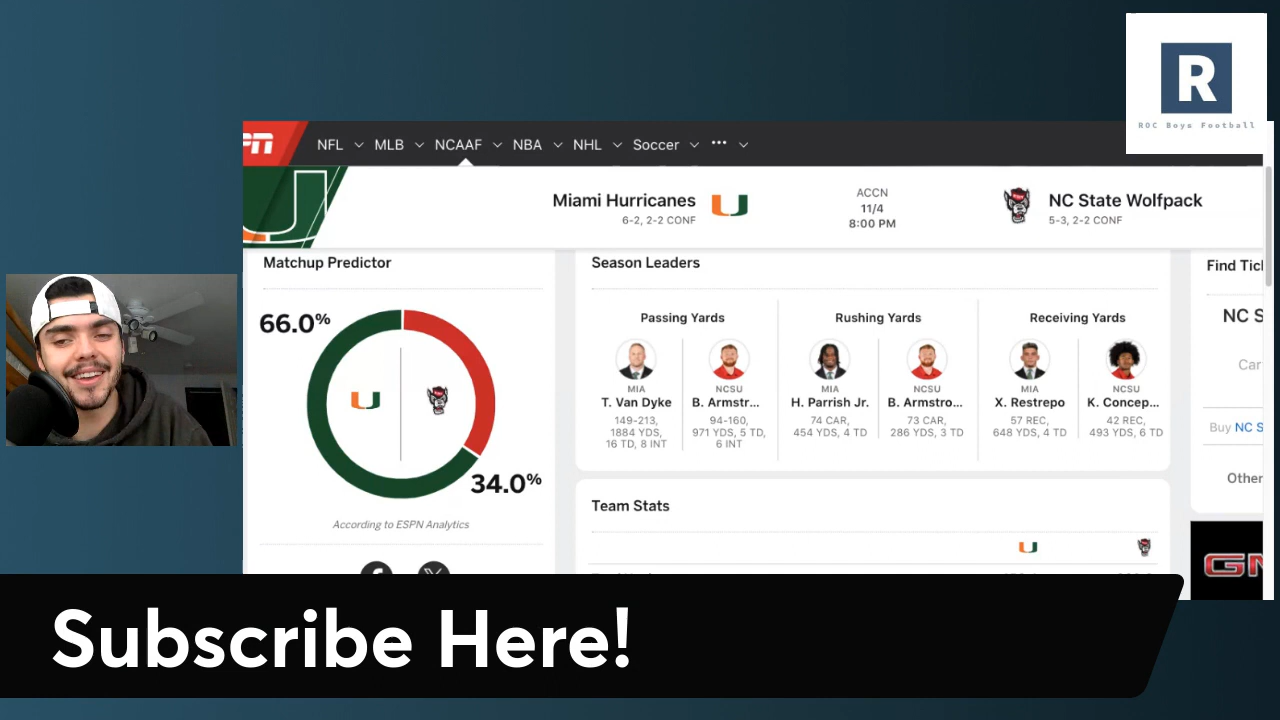 R
ROC Boys Football
NFL MLB NCAAF NBA NHL Soccer •••
Miami Hurricanes
6-2, 2-2 CONF
ACCN
11/4
8:00 PM
NC State Wolfpack
5-3, 2-2 CONF
Matchup Predictor
66.0%
34.0%
According to ESPN Analytics
Season Leaders
Passing Yards
MIA
T. Van Dyke
149-213,
1884 YDS,
16 TD, 8 INT
NCSU
B. Armstr...
94-160,
971 YDS, 5 TD,
6 INT
Rushing Yards
MIA
H. Parrish Jr.
74 CAR,
454 YDS, 4 TD
NCSU
B. Armstro...
73 CAR,
286 YDS, 3 TD
Receiving Yards
MIA
X. Restrepo
57 REC,
648 YDS, 4 TD
NCSU
K. Concep...
42 REC,
493 YDS, 6 TD
Team Stats
Find Tic
NC S
Car
Buy NC S
Other
Subscribe Here!